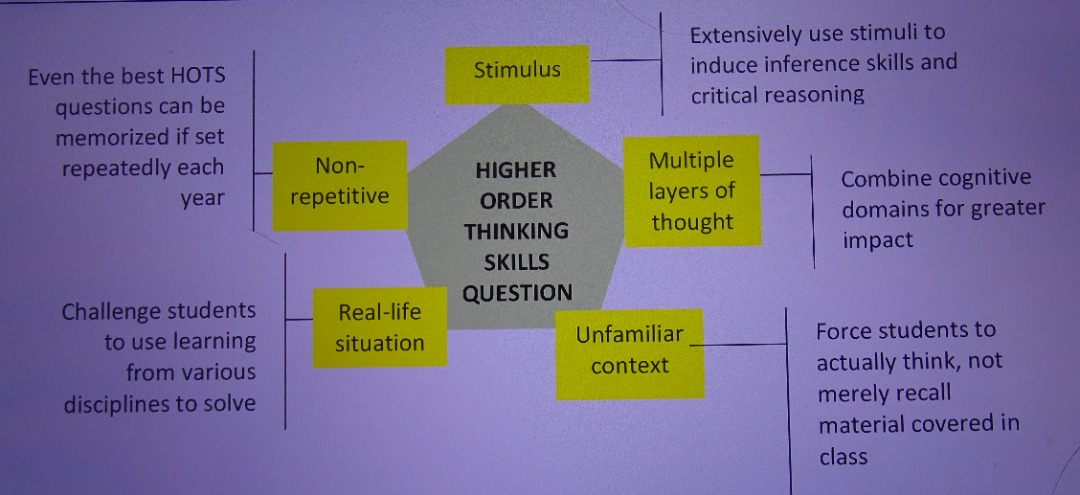 HIGHER
ORDER
THINKING
SKILLS
QUESTION
Stimulus
Extensively use stimuli to
induce inference skills and
critical reasoning
Multiple
layers of
thought
Combine cognitive
domains for greater
impact
Unfamiliar
context
Force students to
actually think, not
merely recall
material covered in
class
Real-life
situation
Challenge students
to use learning
from various
disciplines to solve
Non-
repetitive
Even the best HOTS
questions can be
memorized if set
repeatedly each
year